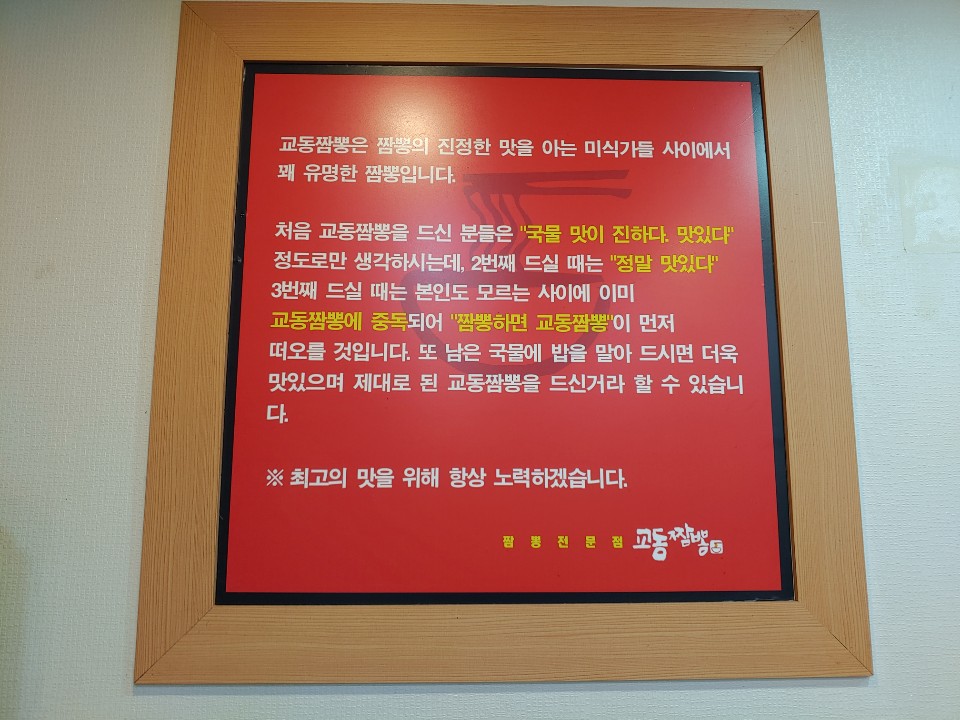 교동짬뽕은 짬뽕의 진정한 맛을 아는 미식가들 사이에서
꽤 유명한 짬뽕입니다.
처음 교동짬뽕을 드신 분들은 "국물 맛이 진하다. 맛있다"
정도로만 생각하시는데, 2번째 드실 때는 "정말 맛있다"
3번째 드실 때는 본인도 모르는 사이에 이미
교동짬뽕에 중독되어 "짬뽕하면 교동짬뽕"이 먼저
떠오를 것입니다. 또 남은 국물에 밥을 말아 드시면 더욱
맛있으며 제대로 된 교동짬뽕을 드신거라 할 수 있습니
다.
※ 최고의 맛을 위해 항상 노력하겠습니다.
짬뽕전문점 교동짬뽕